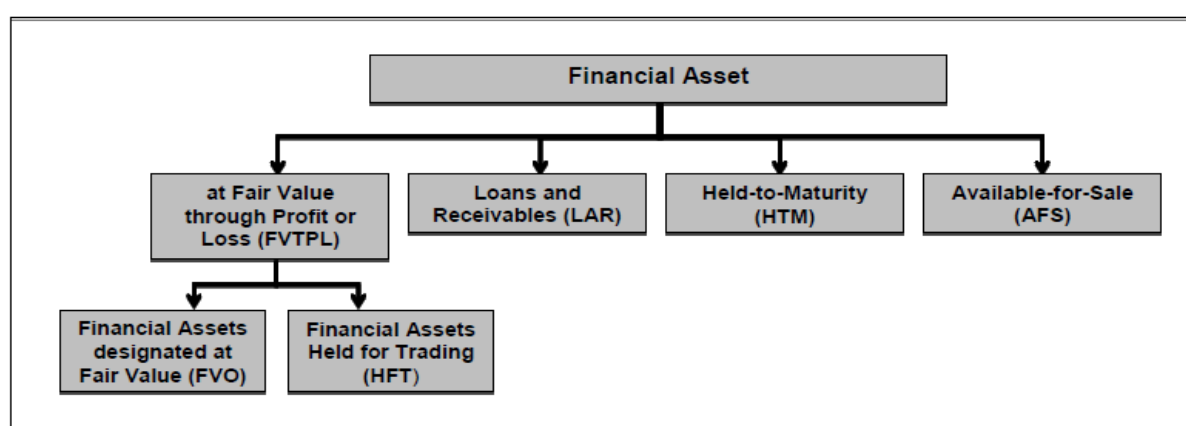 Financial Asset
at Fair Value
through Profit or
Loss (FVTPL)
Loans and
Receivables (LAR)
Held-to-Maturity
(HTM)
Available-for-Sale
(AFS)
Financial Assets
designated at
Fair Value (FVO)
Financial Assets
Held for Trading
(HFT)